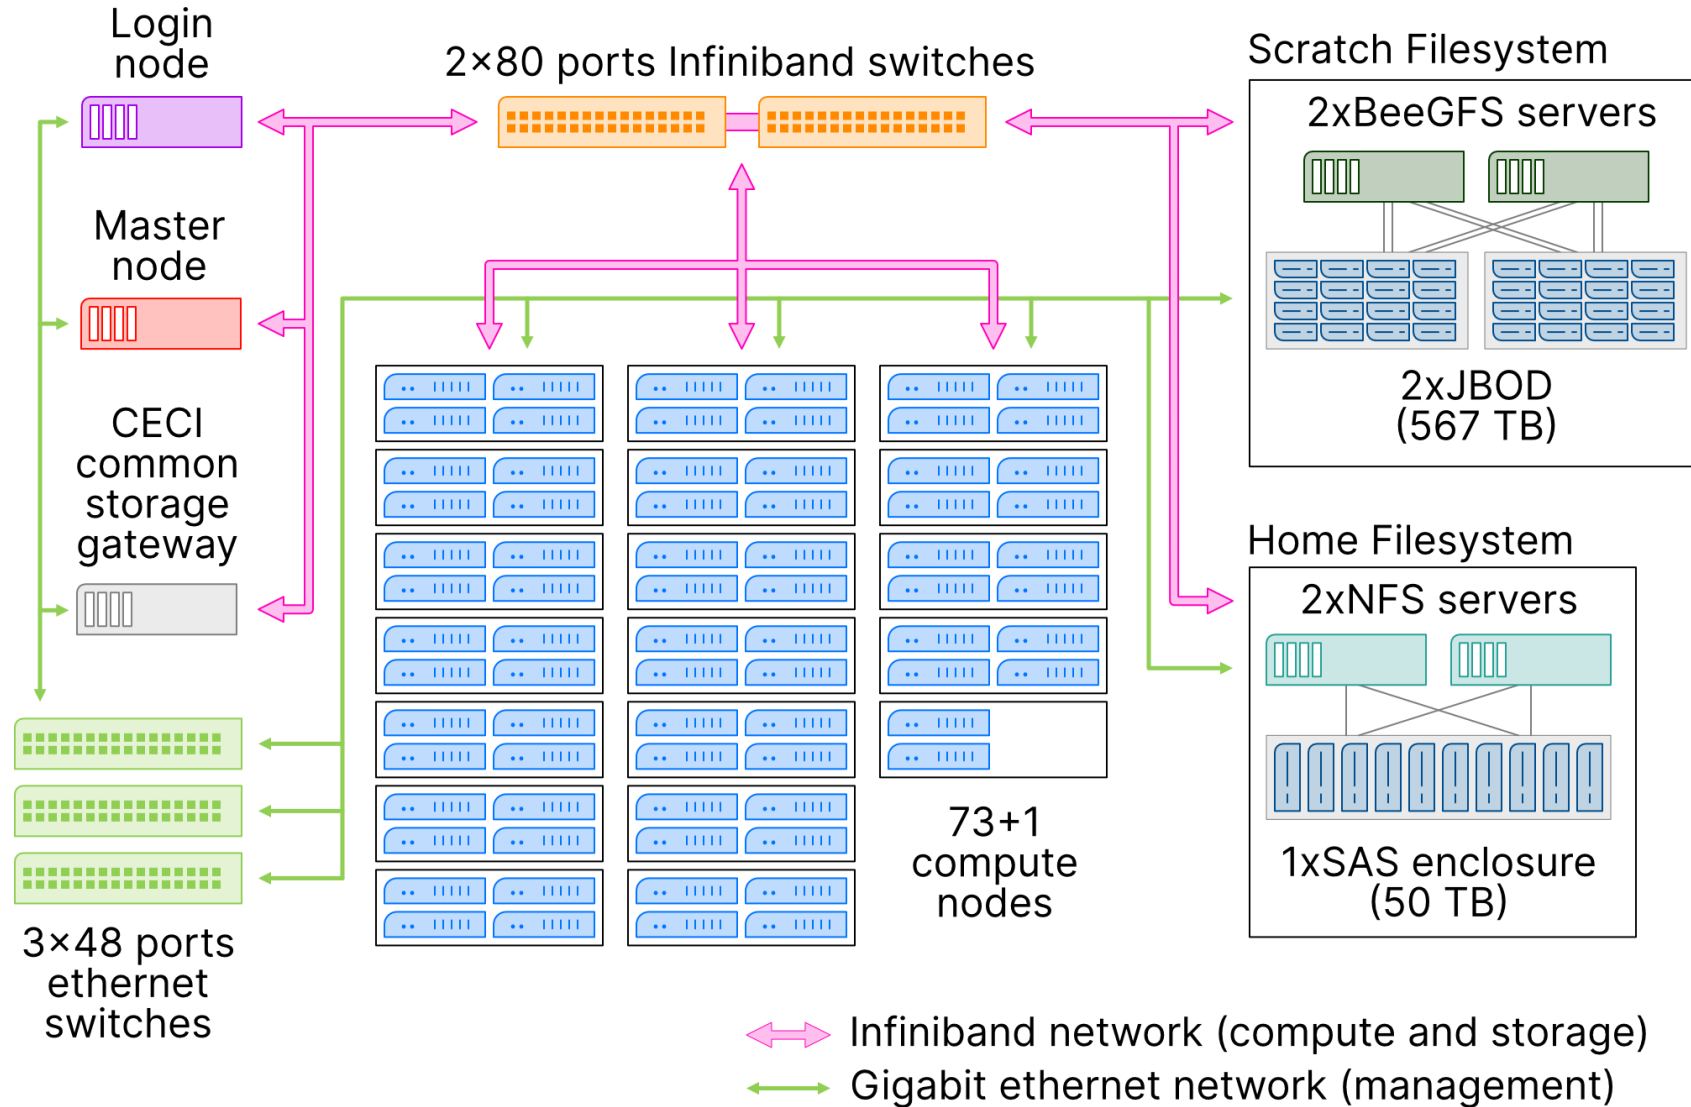 Login
node
2×80 ports Infiniband switches
Scratch Filesystem
2xBeeGFS servers
Master
node
2xJBOD
(567 TB)
CECI
common
storage
gateway
Home Filesystem
2xNFS servers
73+1
compute
nodes
1xSAS enclosure
(50 TB)
3×48 ports
ethernet
switches
Infiniband network (compute and storage)
Gigabit ethernet network (management)